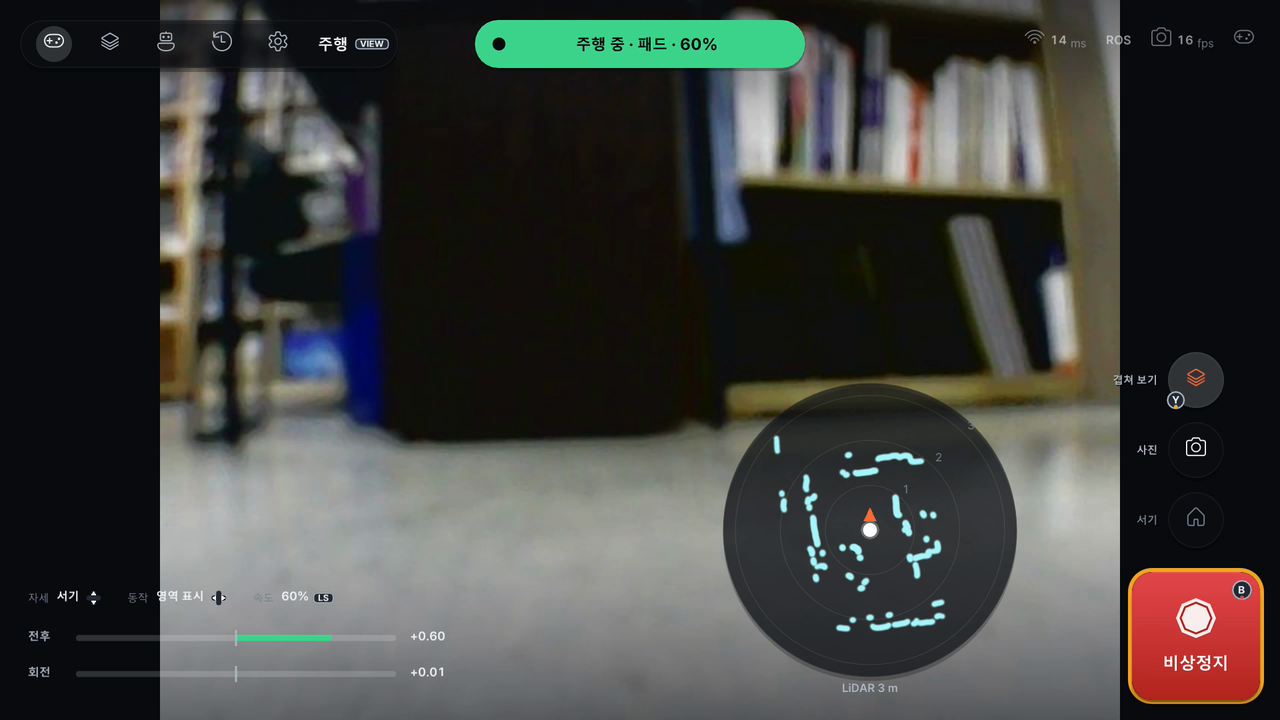 주행 VIEW
주행 중 · 패드 · 60%
14 ms
ROS
16 fps
겹쳐 보기
Y
사진
서기
3
2
1
자세 서기
동작 영역 표시
속도 60% LS
전후 +0.60
회전 +0.01
LiDAR 3 m
B
비상정지